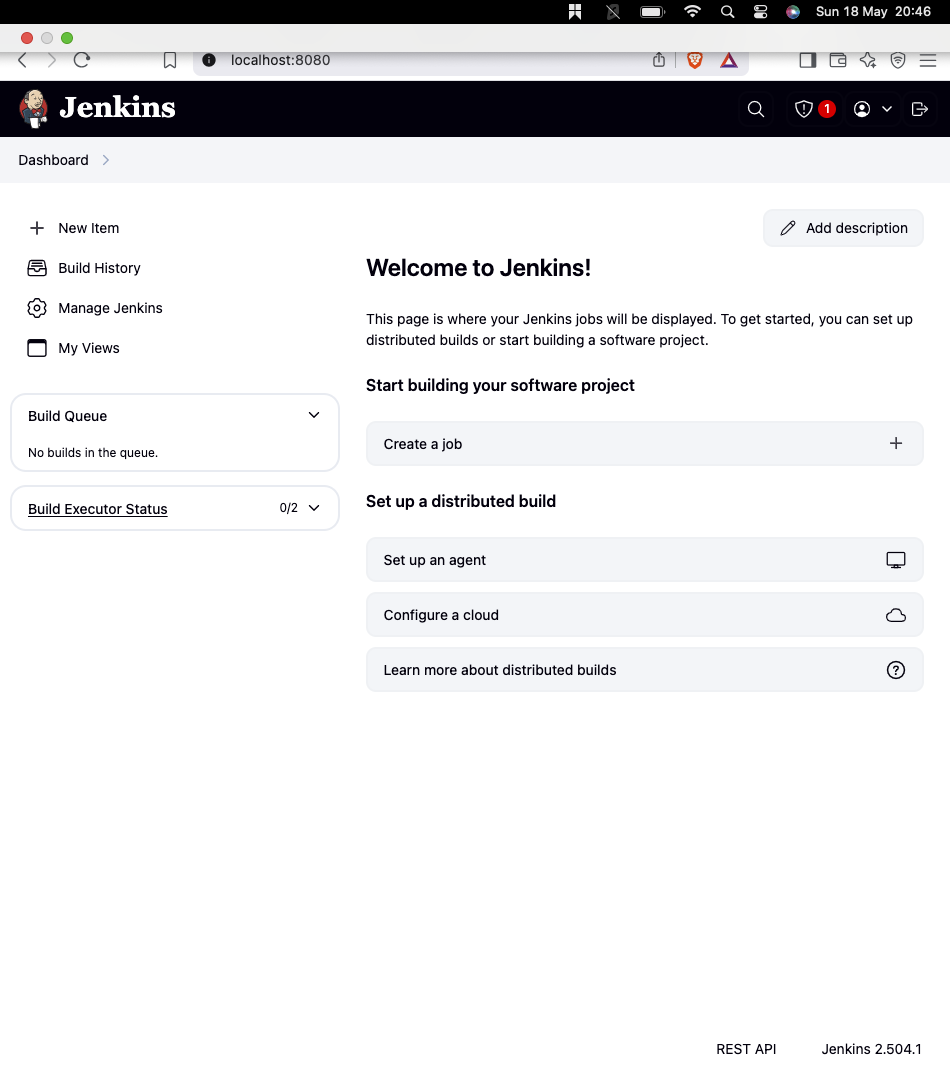 Sun 18 May 20:46
localhost:8080
Jenkins
1
Dashboard
New Item
Add description
Build History
Manage Jenkins
My Views
Welcome to Jenkins!
This page is where your Jenkins jobs will be displayed. To get started, you can set up
distributed builds or start building a software project.
Start building your software project
Build Queue
No builds in the queue.
Create a job
Build Executor Status
0/2
Set up a distributed build
Set up an agent
Configure a cloud
Learn more about distributed builds
REST API
Jenkins 2.504.1